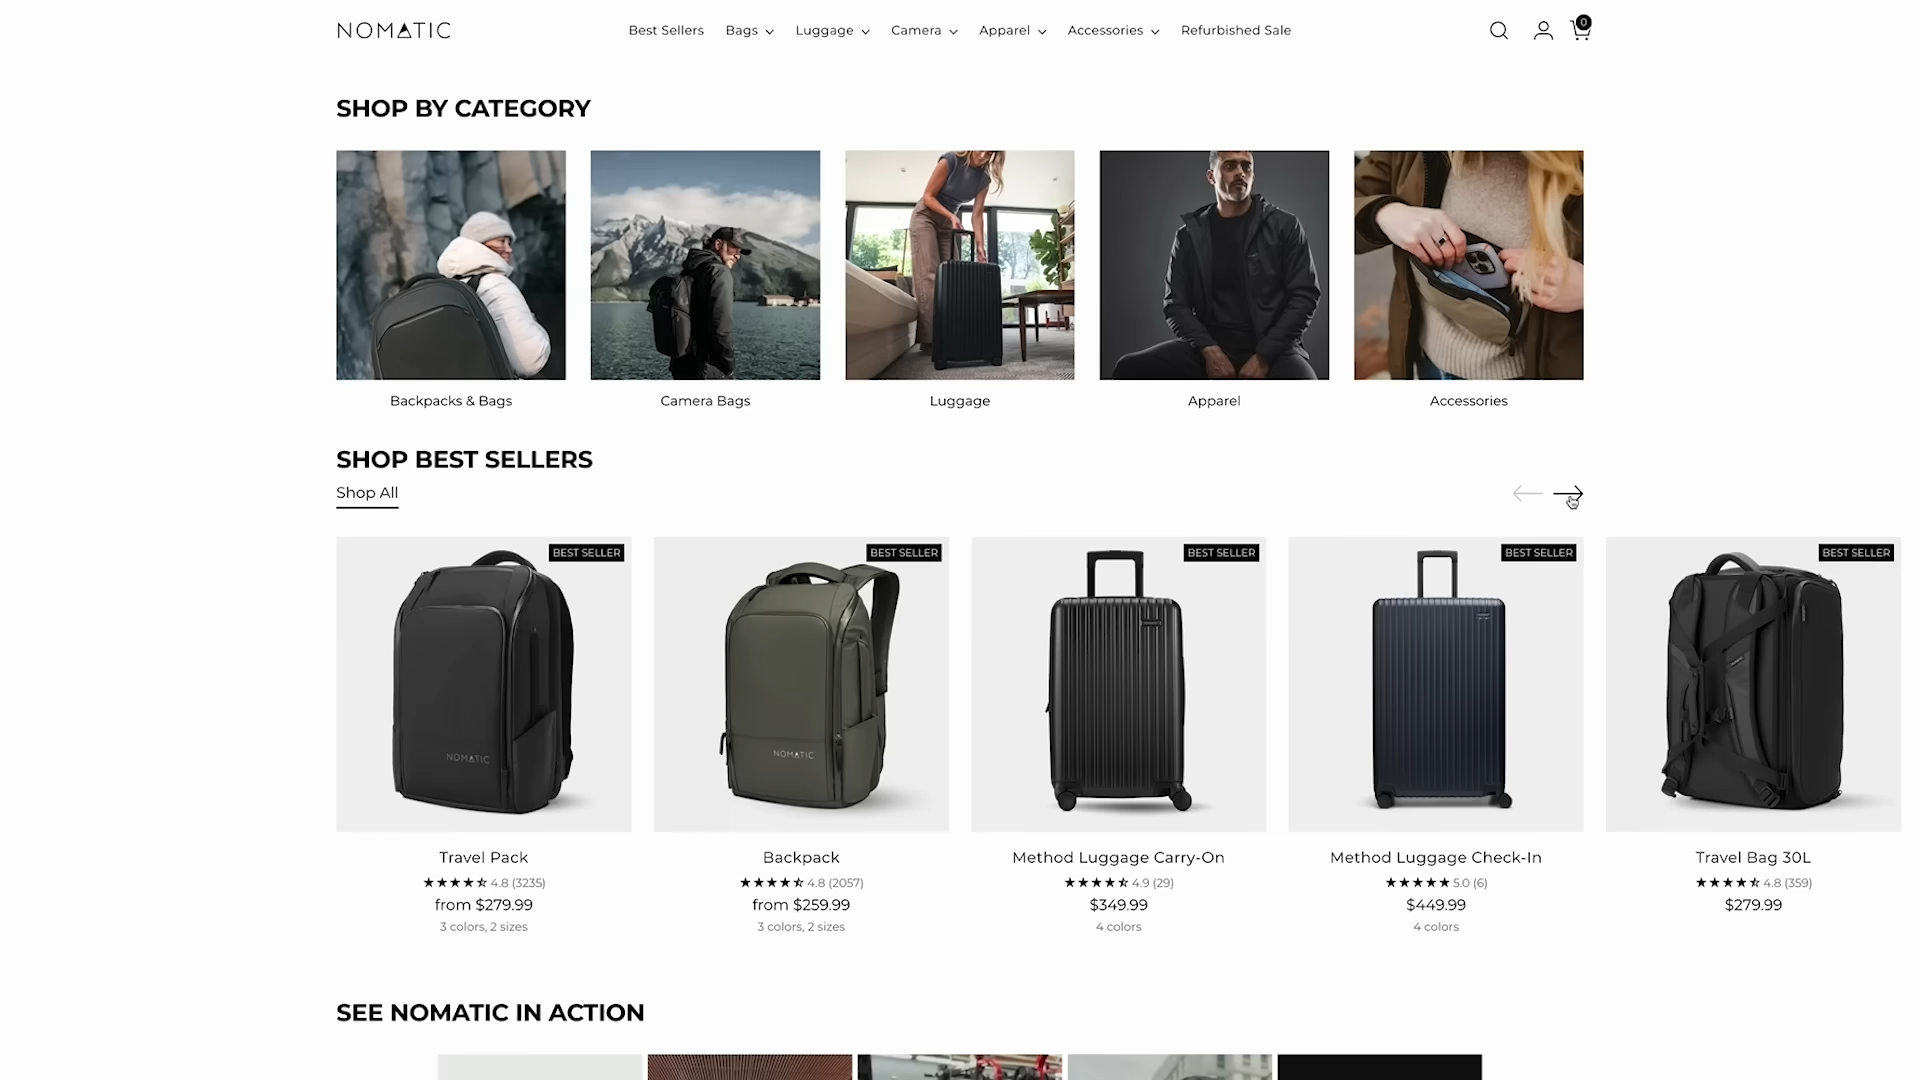 NOMATIC
Best Sellers
Bags
Luggage
Camera
Apparel
Accessories
Refurbished Sale
0
SHOP BY CATEGORY
Backpacks & Bags
Camera Bags
Luggage
Apparel
Accessories
SHOP BEST SELLERS
Shop All
BEST SELLER
BEST SELLER
BEST SELLER
BEST SELLER
BEST SELLER
NOMATIC
NOMATIC
Travel Pack
4.8 (3235)
from $279.99
3 colors, 2 sizes
Backpack
4.8 (2057)
from $259.99
3 colors, 2 sizes
Method Luggage Carry-On
4.9 (29)
$349.99
4 colors
Method Luggage Check-In
5.0 (6)
$449.99
4 colors
Travel Bag 30L
4.8 (359)
$279.99
SEE NOMATIC IN ACTION